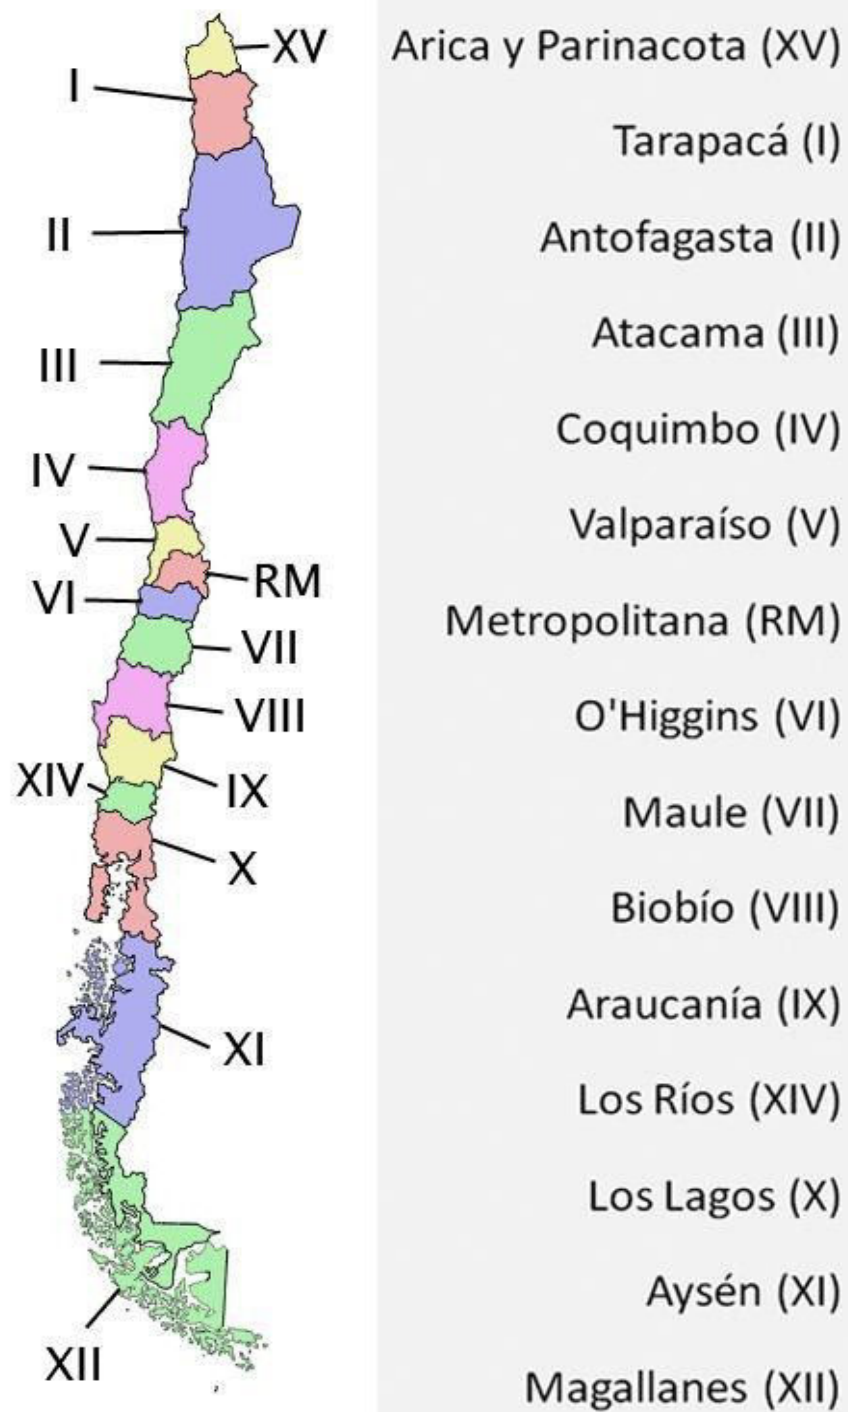 XV
I
II
III
IV
V
RM
VI
VII
VIII
XIV
IX
X
XI
XII
Arica y Parinacota (XV)
Tarapacá (I)
Antofagasta (II)
Atacama (III)
Coquimbo (IV)
Valparaíso (V)
Metropolitana (RM)
O'Higgins (VI)
Maule (VII)
Biobío (VIII)
Araucanía (IX)
Los Ríos (XIV)
Los Lagos (X)
Aysén (XI)
Magallanes (XII)